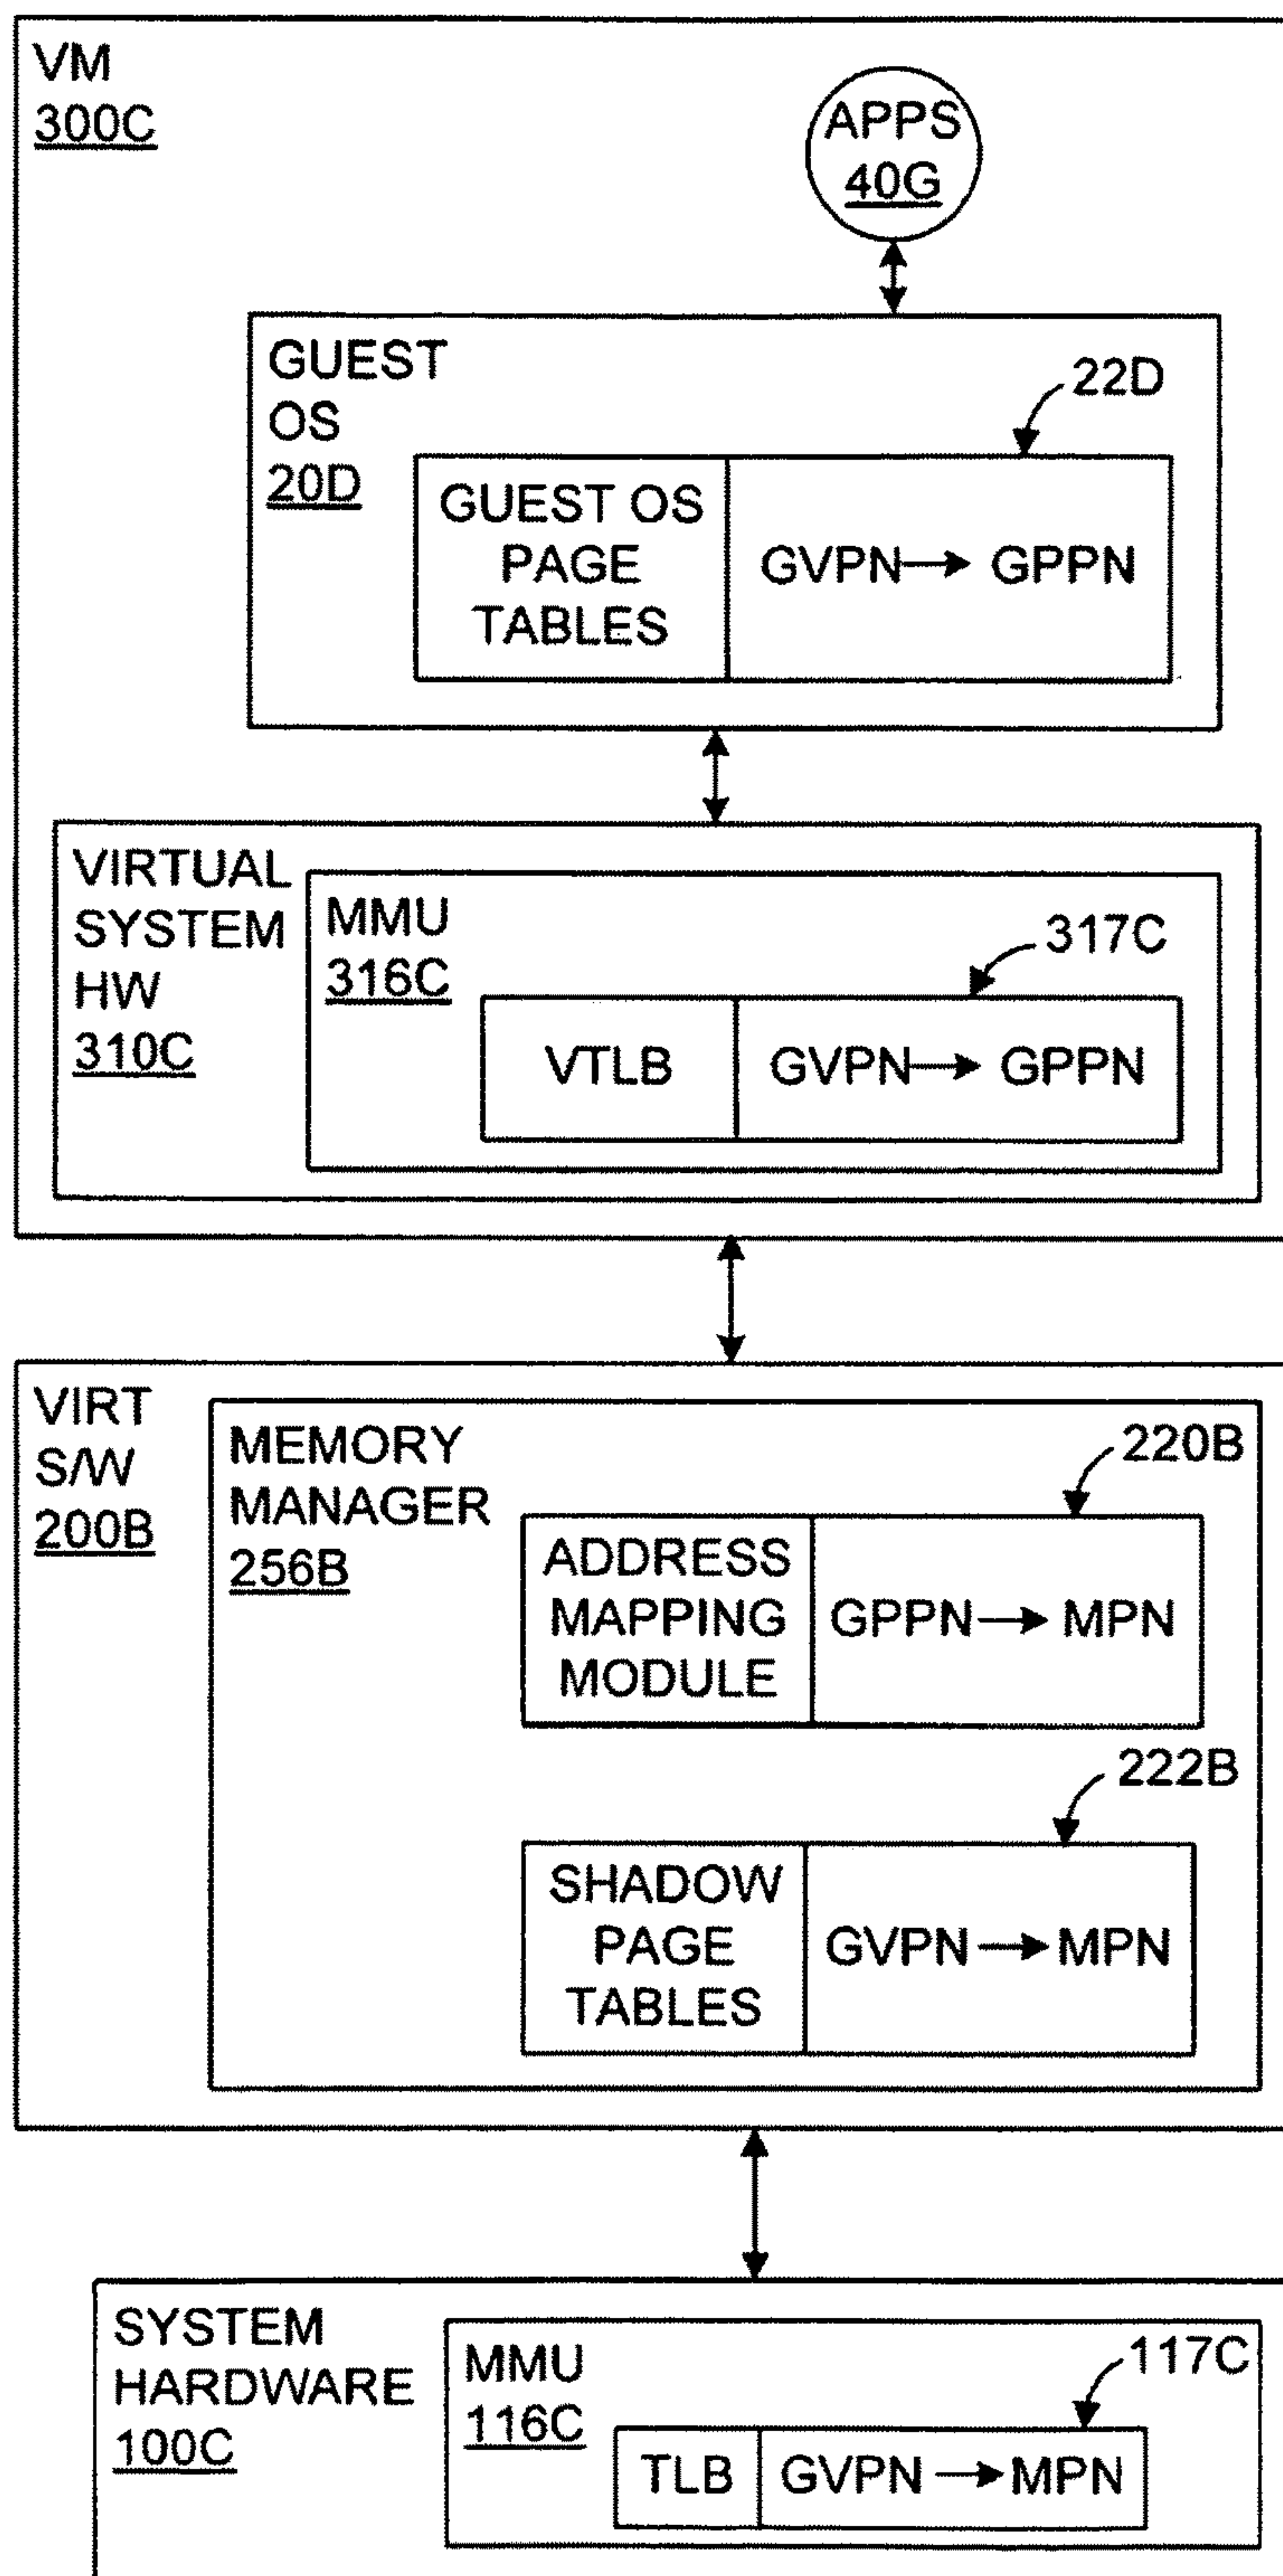 VM
300C
APPS
40G
GUEST
OS
20D
22D
GUEST OS
PAGE
TABLES
GVPN → GPPN
VIRTUAL
SYSTEM
HW
310C
MMU
316C
317C
VTLB
GVPN → GPPN
VIRT
S/W
200B
MEMORY
MANAGER
256B
220B
ADDRESS
MAPPING
MODULE
GPPN → MPN
222B
SHADOW
PAGE
TABLES
GVPN → MPN
SYSTEM
HARDWARE
100C
MMU
116C
117C
TLB
GVPN → MPN